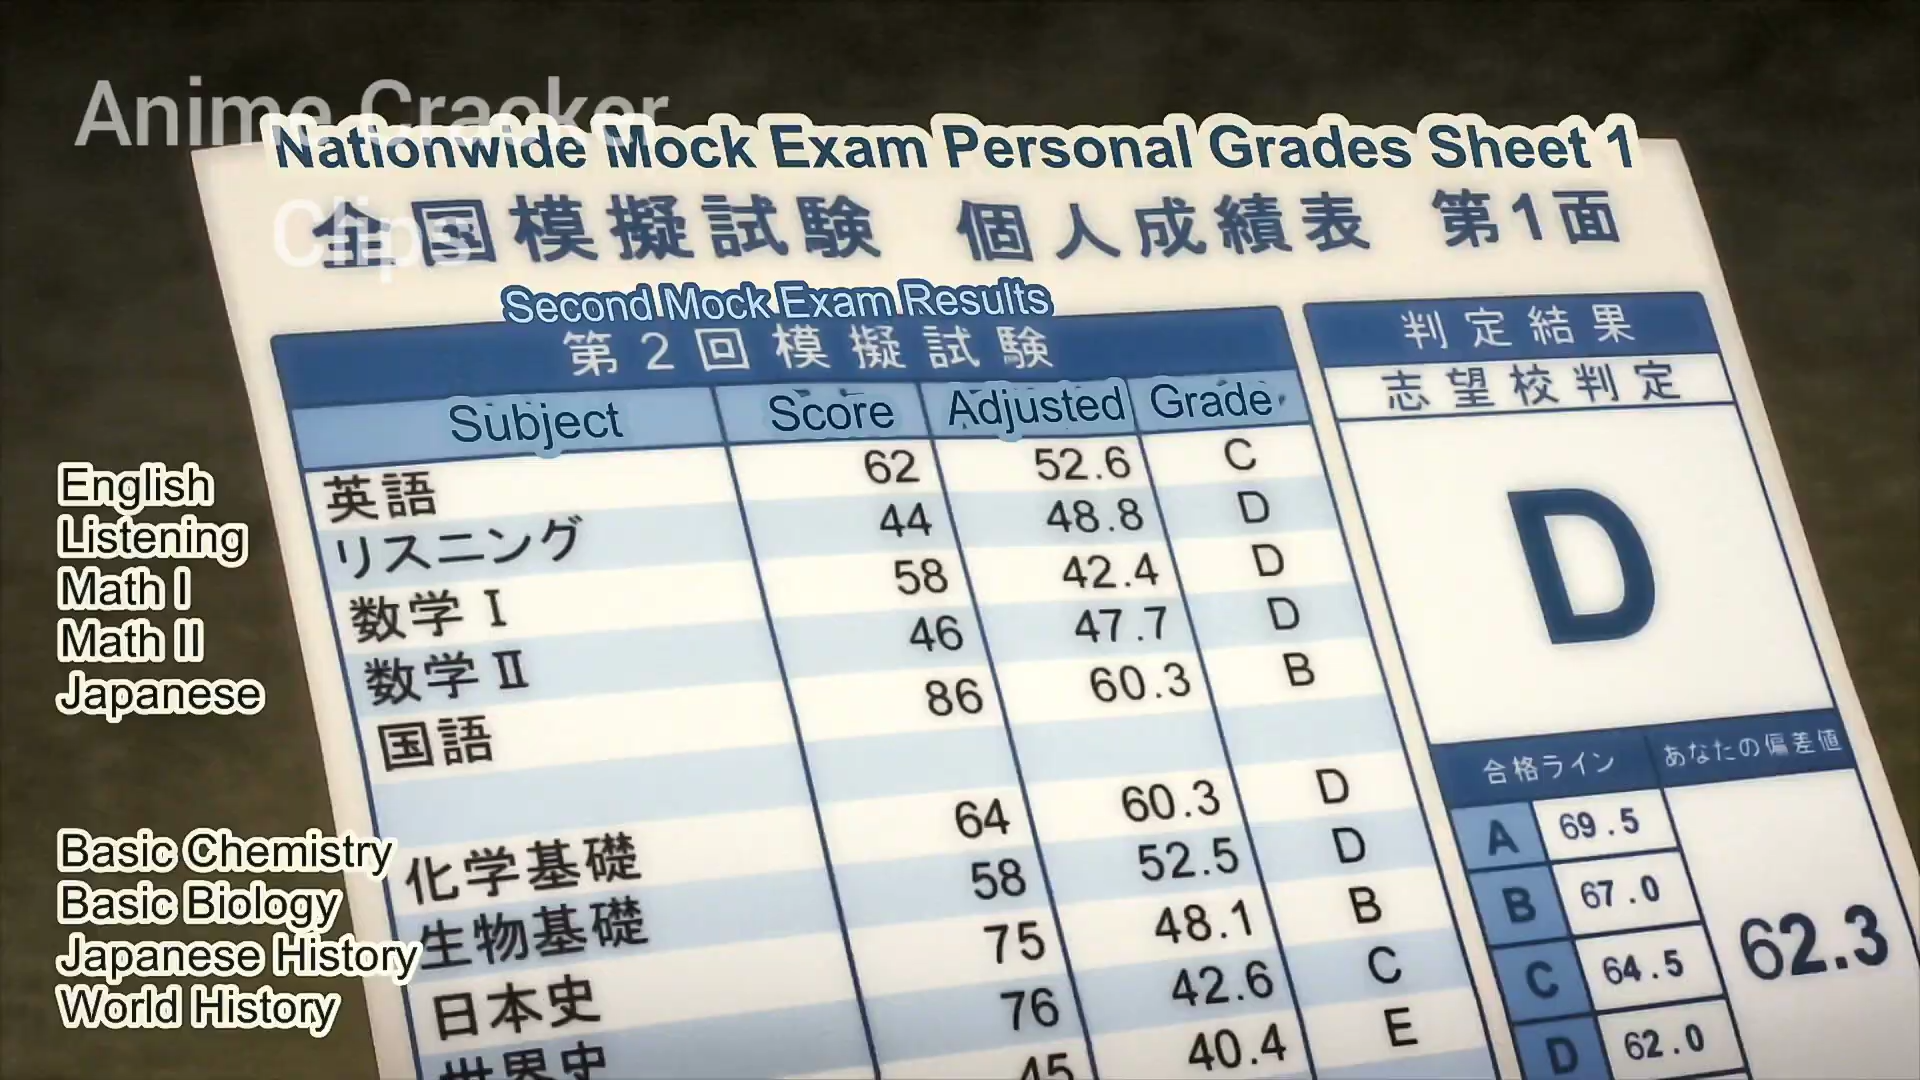 Anime Cracker
Clips
Nationwide Mock Exam Personal Grades Sheet 1
全国模擬試験 個人成績表 第1面
Second Mock Exam Results
第2回模擬試験
Subject Score Adjusted Grade
英語 62 52.6 C
リスニング 44 48.8 D
数学Ⅰ 58 42.4 D
数学Ⅱ 46 47.7 D
国語 86 60.3 B
化学基礎 64 60.3 D
生物基礎 58 52.5 D
日本史 75 48.1 B
世界史 76 42.6 C
45 40.4 E
English
Listening
Math I
Math II
Japanese
Basic Chemistry
Basic Biology
Japanese History
World History
判定結果
志望校判定
D
合格ライン あなたの偏差値
A 69.5
B 67.0
C 64.5
D 62.0
62.3